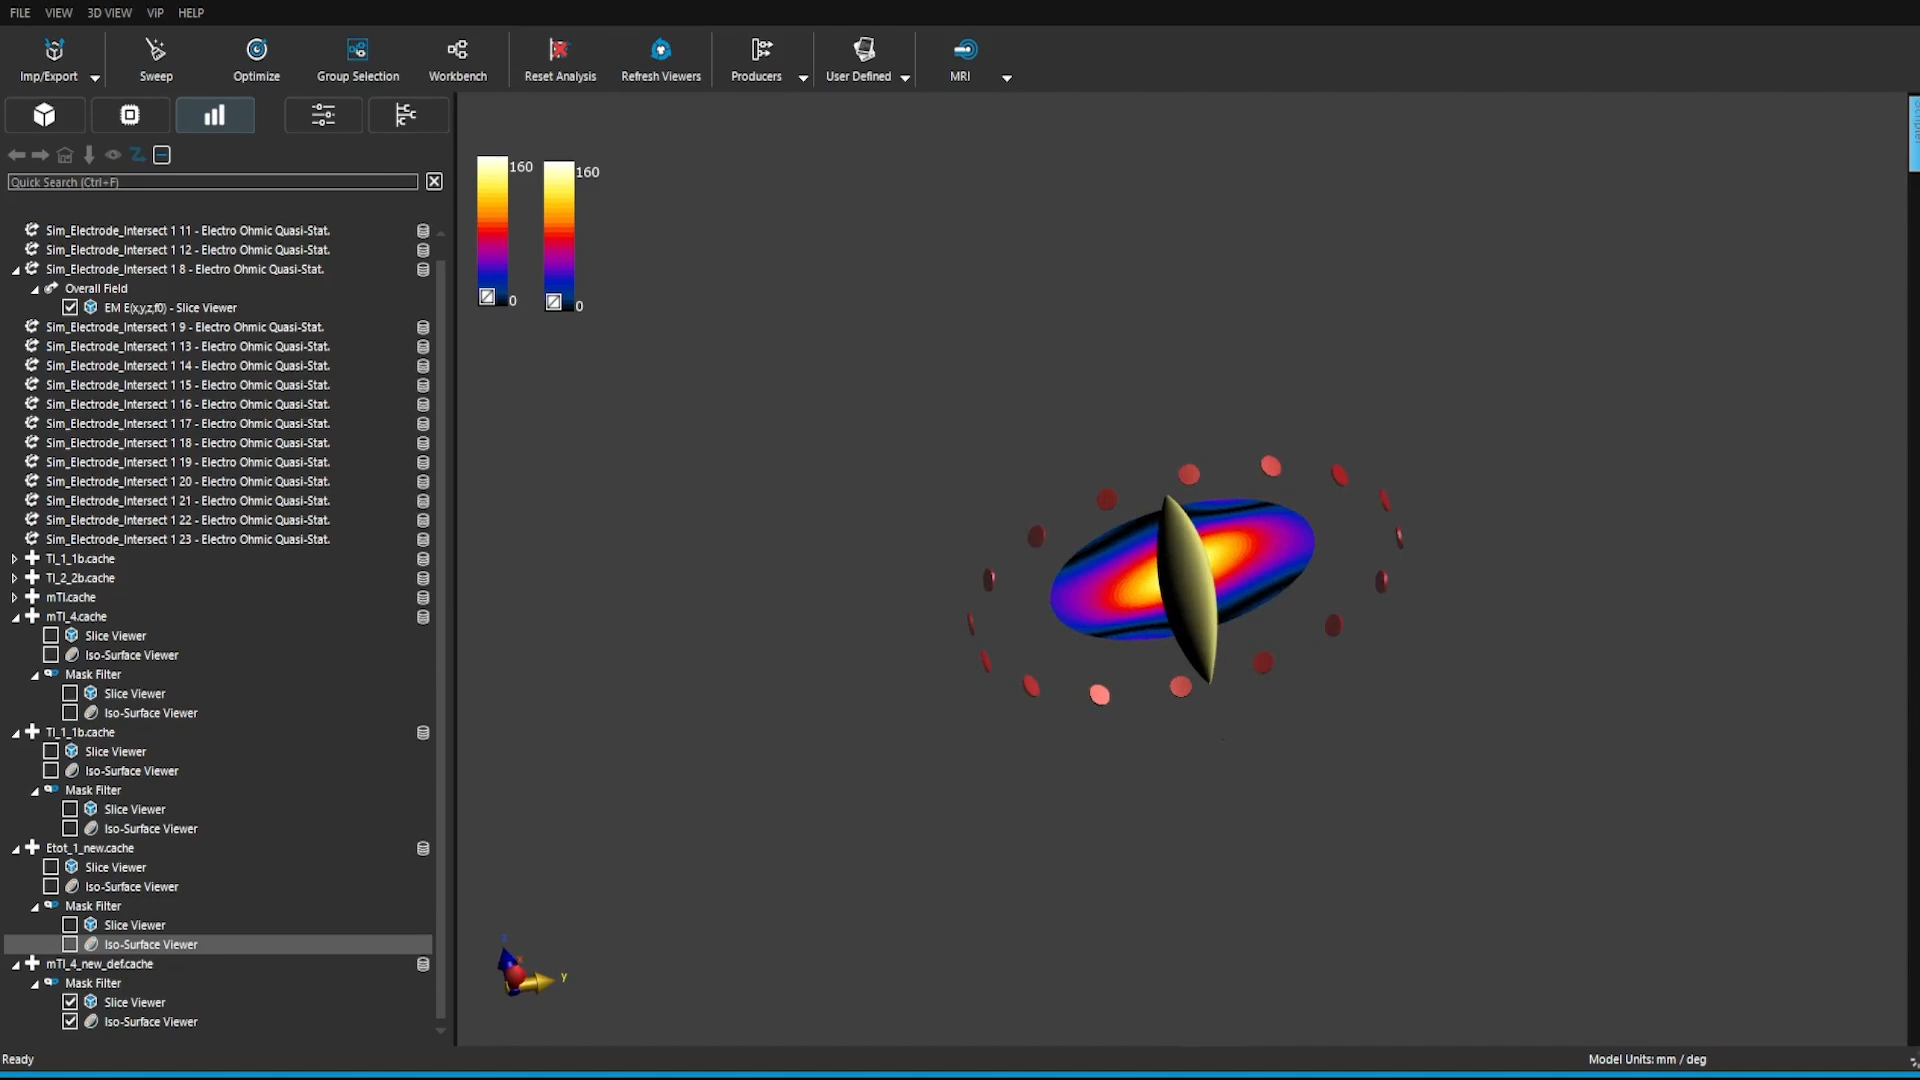 FILE VIEW 3D VIEW ViP HELP
Imp/Export Sweep Optimize Group Selection Workbench Reset Analysis Refresh Viewers Producers User Defined MRI
Quick Search (Ctrl+F)
160
160
0
0
Sim_Electrode_Intersect 1 11 - Electro Ohmic Quasi-Stat.
Sim_Electrode_Intersect 1 12 - Electro Ohmic Quasi-Stat.
Sim_Electrode_Intersect 1 8 - Electro Ohmic Quasi-Stat.
Overall Field
EM E(x,y,z,f0) - Slice Viewer
Sim_Electrode_Intersect 1 9 - Electro Ohmic Quasi-Stat.
Sim_Electrode_Intersect 1 13 - Electro Ohmic Quasi-Stat.
Sim_Electrode_Intersect 1 14 - Electro Ohmic Quasi-Stat.
Sim_Electrode_Intersect 1 15 - Electro Ohmic Quasi-Stat.
Sim_Electrode_Intersect 1 16 - Electro Ohmic Quasi-Stat.
Sim_Electrode_Intersect 1 17 - Electro Ohmic Quasi-Stat.
Sim_Electrode_Intersect 1 18 - Electro Ohmic Quasi-Stat.
Sim_Electrode_Intersect 1 19 - Electro Ohmic Quasi-Stat.
Sim_Electrode_Intersect 1 20 - Electro Ohmic Quasi-Stat.
Sim_Electrode_Intersect 1 21 - Electro Ohmic Quasi-Stat.
Sim_Electrode_Intersect 1 22 - Electro Ohmic Quasi-Stat.
Sim_Electrode_Intersect 1 23 - Electro Ohmic Quasi-Stat.
TI_1_1b.cache
TI_2_2b.cache
mTI.cache
mTI_4.cache
Slice Viewer
Iso-Surface Viewer
Mask Filter
Slice Viewer
Iso-Surface Viewer
TI_1_1b.cache
Slice Viewer
Iso-Surface Viewer
Mask Filter
Slice Viewer
Iso-Surface Viewer
Etot_1_new.cache
Slice Viewer
Iso-Surface Viewer
Mask Filter
Slice Viewer
Iso-Surface Viewer
mTI_4_new_def.cache
Mask Filter
Slice Viewer
Iso-Surface Viewer
z
x
y
Ready
Model Units: mm / deg